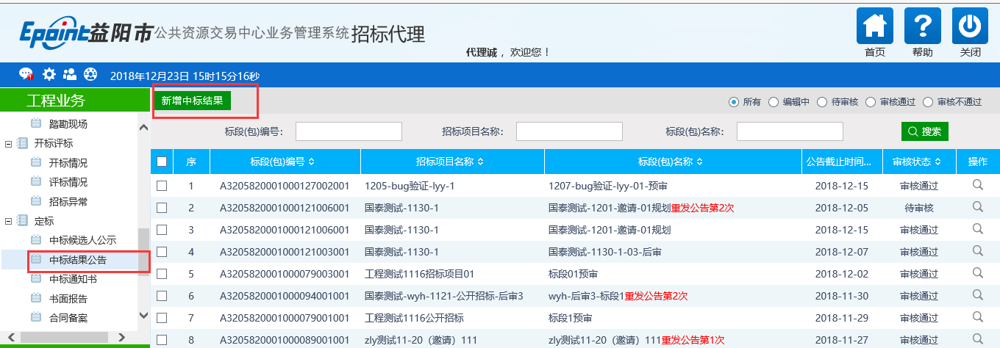 Epoint益阳市公共资源交易中心业务管理系统 招标代理
代理诚 ，欢迎您！
首页 帮助 关闭
2018年12月23日 15时15分16秒
工程业务
踏勘现场
开标评标
开标情况
评标情况
招标异常
定标
中标候选人公示
中标结果公告
中标通知书
书面报告
合同备案
新增中标结果
所有 编辑中 待审核 审核通过 审核不通过
标段(包)编号： 招标项目名称： 标段(包)名称： 搜索
序 标段(包)编号 招标项目名称 标段(包)名称 公告截止时间... 审核状态 操作
1 A3205820001000127002001 1205-bug验证-lyy-1 1207-bug验证-lyy-01-预审 2018-12-15 审核通过
2 A3205820001000121006001 国泰测试-1130-1 国泰测试-1201-邀请-01规划重发公告第2次 2018-12-05 待审核
3 A3205820001000121006001 国泰测试-1130-1 国泰测试-1201-邀请-01规划 2018-12-15 审核通过
4 A3205820001000121003001 国泰测试-1130-1 国泰测试-1130-1-03-后审 2018-12-07 审核通过
5 A3205820001000079003001 工程测试1116招标项目01 标段01预审 2018-12-02 审核通过
6 A3205820001000094001001 国泰测试-wyh-1121-公开招标-后审3 wyh-后审3-标段1重发公告第2次 2018-11-30 审核通过
7 A3205820001000079001001 工程测试1116公开招标 标段1预审 2018-11-29 审核通过
8 A3205820001000089001001 zly测试11-20（邀请）111 zly测试11-20（邀请）111重发公告第1次 2018-11-27 审核通过